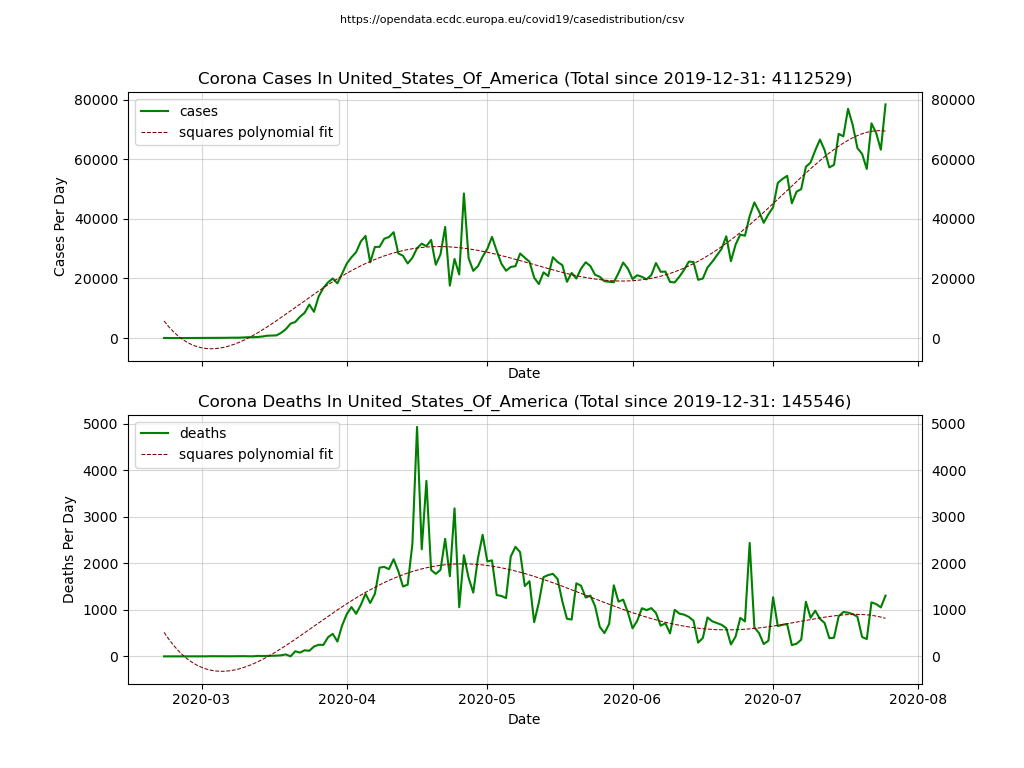 https://opendata.ecdc.europa.eu/covid19/casedistribution/csv
Corona Cases In United_States_Of_America (Total since 2019-12-31: 4112529)
cases
squares polynomial fit
Cases Per Day
80000
60000
40000
20000
0
80000
60000
40000
20000
0
Date
Corona Deaths In United_States_Of_America (Total since 2019-12-31: 145546)
deaths
squares polynomial fit
Deaths Per Day
5000
4000
3000
2000
1000
0
5000
4000
3000
2000
1000
0
2020-03 2020-04 2020-05 2020-06 2020-07 2020-08
Date